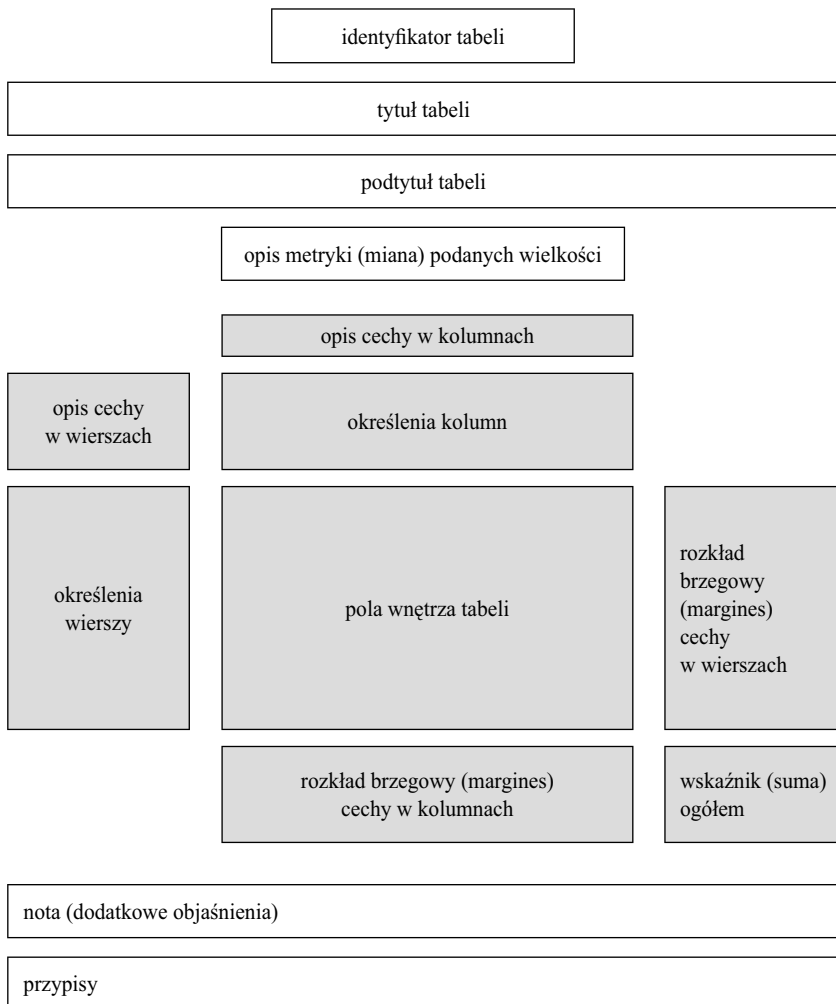 identyfikator tabeli
tytuł tabeli
podtytuł tabeli
opis metryki (miana) podanych wielkości
opis cechy w kolumnach
opis cechy
w wierszach
określenia kolumn
określenia
wierszy
pola wnętrza tabeli
rozkład
brzegowy
(margines)
cechy
w wierszach
rozkład brzegowy (margines)
cechy w kolumnach
wskaźnik (suma)
ogółem
nota (dodatkowe objaśnienia)
przypisy